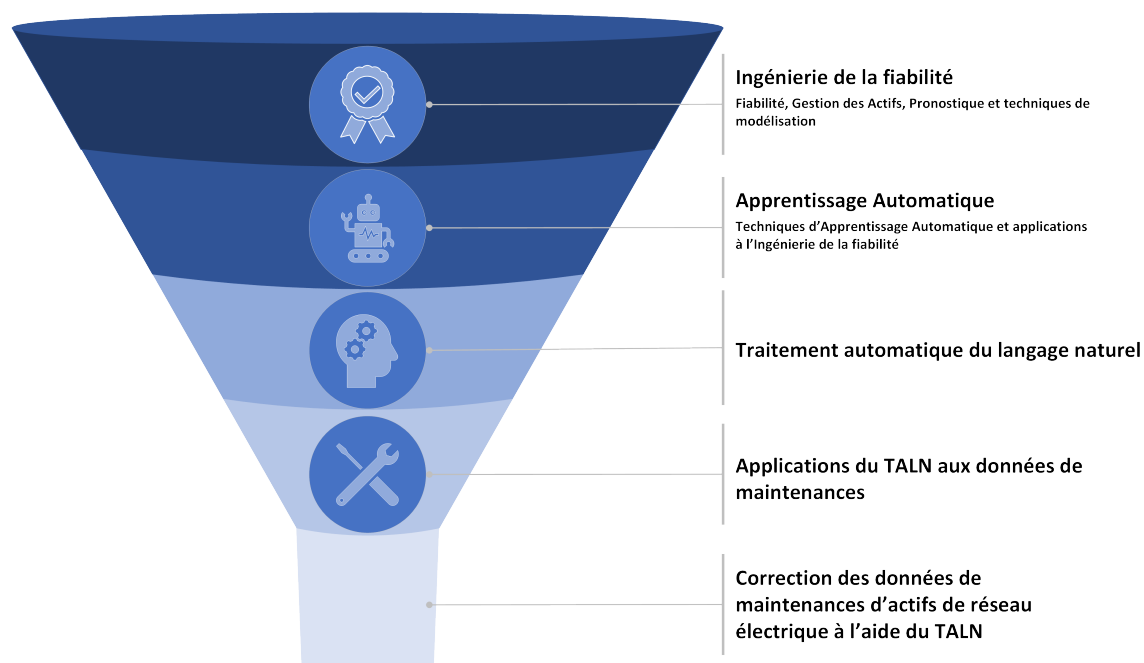 Ingénierie de la fiabilité
Fiabilité, Gestion des Actifs, Pronostique et techniques de
modélisation
Apprentissage Automatique
Techniques d’Apprentissage Automatique et applications
à l’Ingénierie de la fiabilité
Traitement automatique du langage naturel
Applications du TALN aux données de
maintenances
Correction des données de
maintenances d’actifs de réseau
électrique à l’aide du TALN